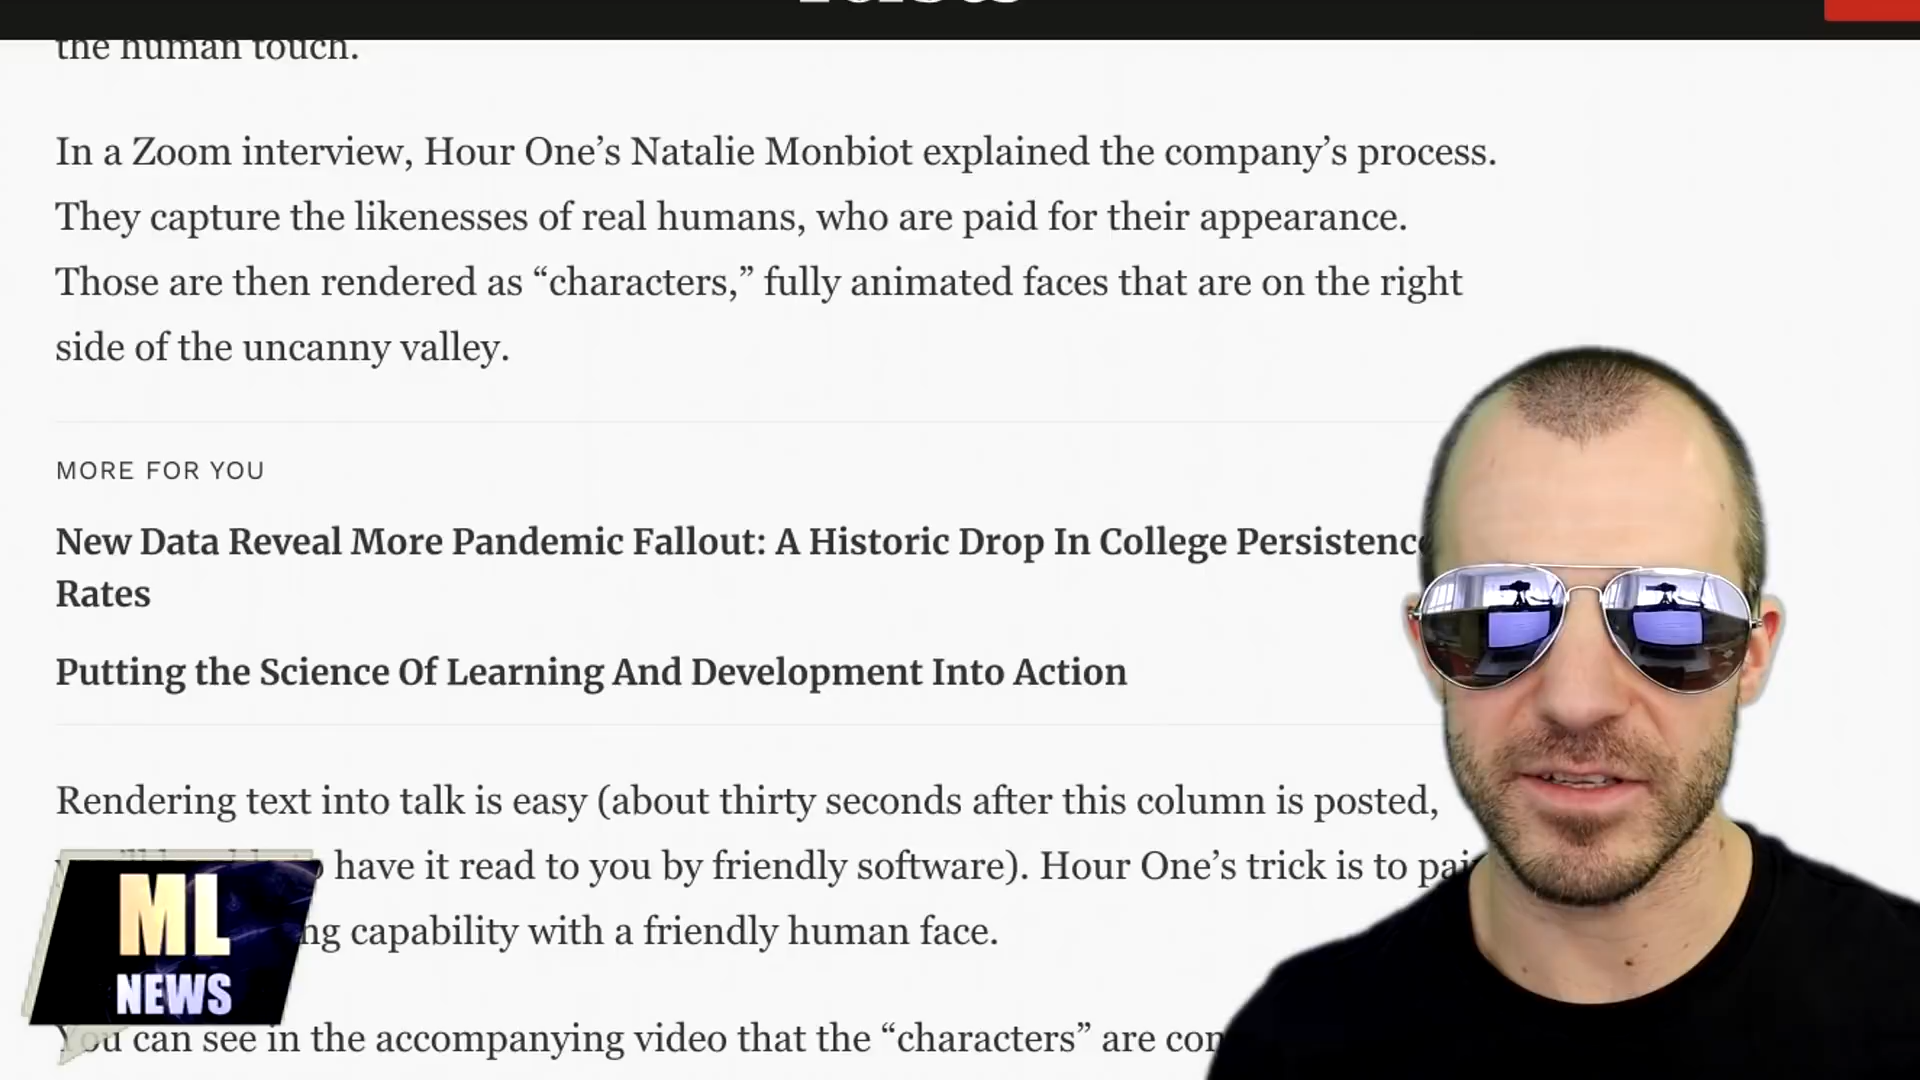 the human touch.
In a Zoom interview, Hour One’s Natalie Monbiot explained the company’s process.
They capture the likenesses of real humans, who are paid for their appearance.
Those are then rendered as “characters,” fully animated faces that are on the right
side of the uncanny valley.
MORE FOR YOU
New Data Reveal More Pandemic Fallout: A Historic Drop In College Persistence
Rates
Putting the Science Of Learning And Development Into Action
Rendering text into talk is easy (about thirty seconds after this column is posted,
have it read to you by friendly software). Hour One’s trick is to
capability with a friendly human face.
You can see in the accompanying video that the “characters” are
ML
NEWS